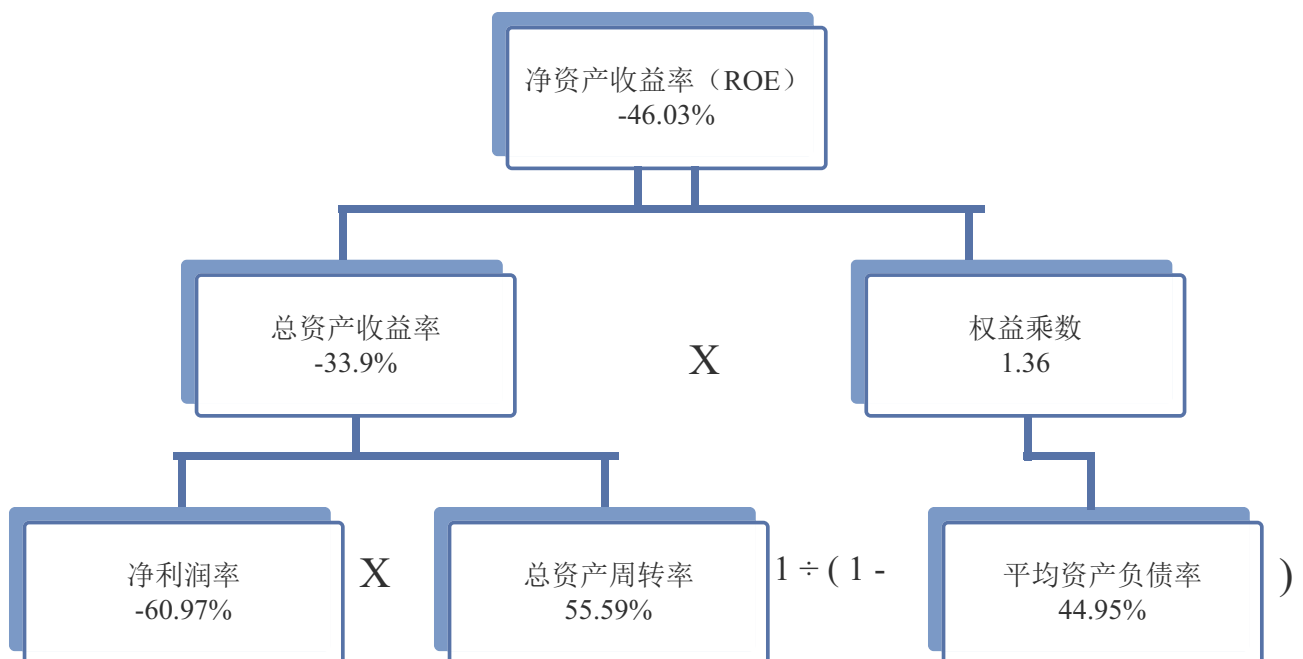 净资产收益率（ROE）
-46.03%
总资产收益率
-33.9%
X
权益乘数
1.36
净利润率
-60.97%
X
总资产周转率
55.59%
1 ÷ ( 1 -
平均资产负债率
44.95%
)